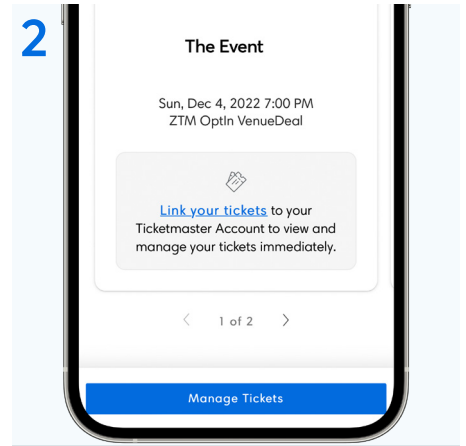 2
The Event
Sun, Dec 4, 2022 7:00 PM
ZTM OptIn VenueDeal
Link your tickets to your
Ticketmaster Account to view and
manage your tickets immediately.
1 of 2
Manage Tickets